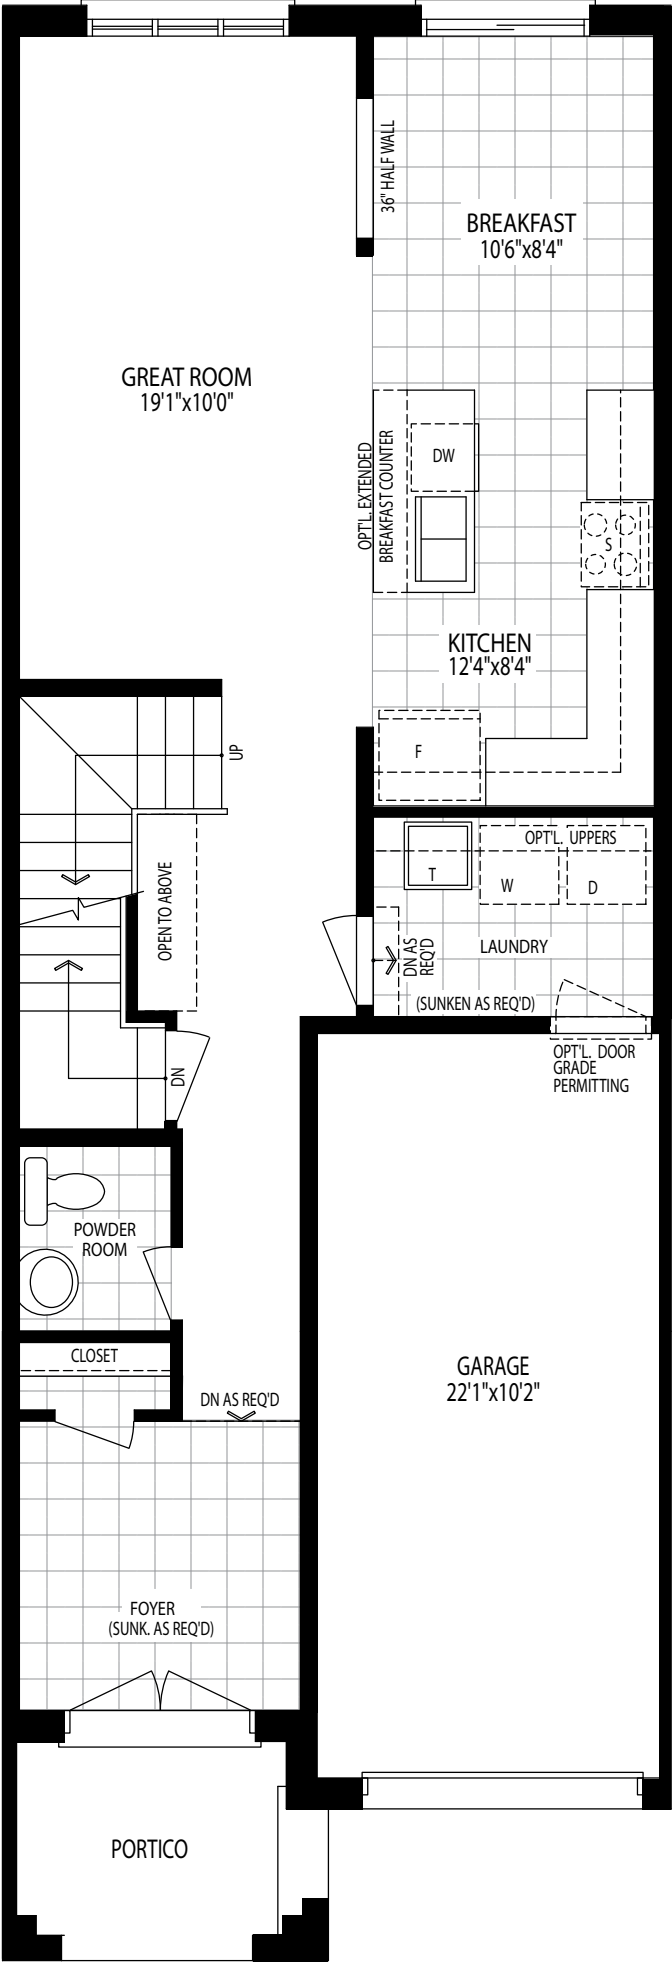 36" HALF WALL
BREAKFAST
10'6"x8'4"
GREAT ROOM
19'1"x10'0"
OPT'L. EXTENDED
BREAKFAST COUNTER
DW
S
KITCHEN
12'4"x8'4"
F
UP
OPEN TO ABOVE
OPT'L. UPPERS
T
W
D
DN AS
REQ'D
LAUNDRY
(SUNKEN AS REQ'D)
OPT'L. DOOR
GRADE
PERMITTING
DN
POWDER
ROOM
CLOSET
DN AS REQ'D
GARAGE
22'1"x10'2"
FOYER
(SUNK. AS REQ'D)
PORTICO